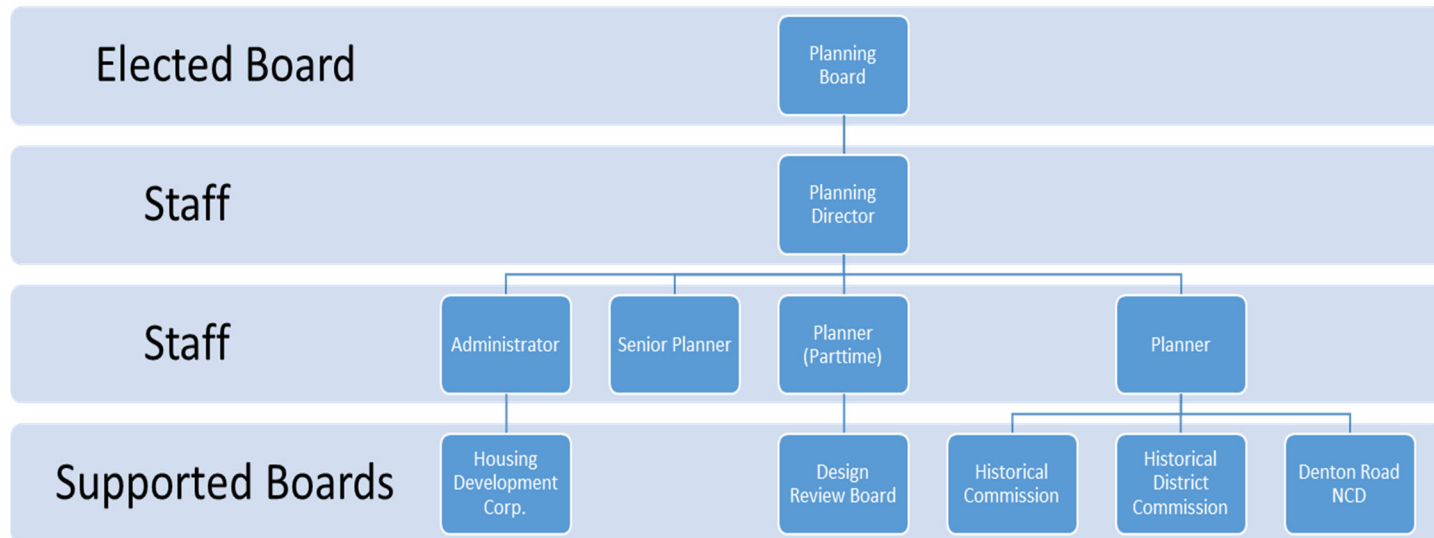 Elected Board
Planning
Board
Staff
Planning
Director
Staff
Administrator
Senior Planner
Planner
(Parttime)
Planner
Supported Boards
Housing
Development
Corp.
Design
Review Board
Historical
Commission
Historical
District
Commission
Denton Road
NCD